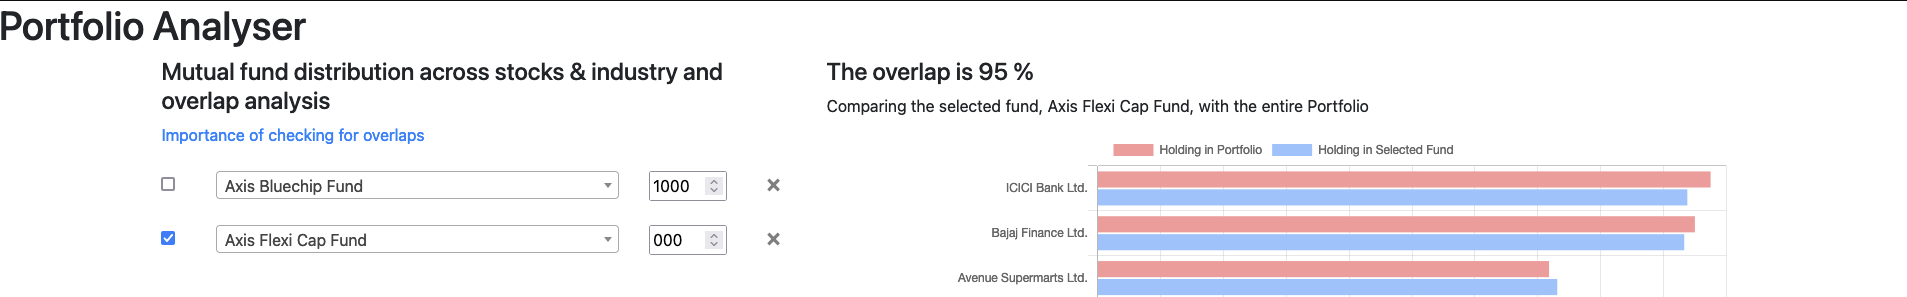 Portfolio Analyser
Mutual fund distribution across stocks & industry and
overlap analysis
Importance of checking for overlaps
Axis Bluechip Fund
1000
Axis Flexi Cap Fund
000
The overlap is 95 %
Comparing the selected fund, Axis Flexi Cap Fund, with the entire Portfolio
Holding in Portfolio
Holding in Selected Fund
ICICI Bank Ltd.
Bajaj Finance Ltd.
Avenue Supermarts Ltd.